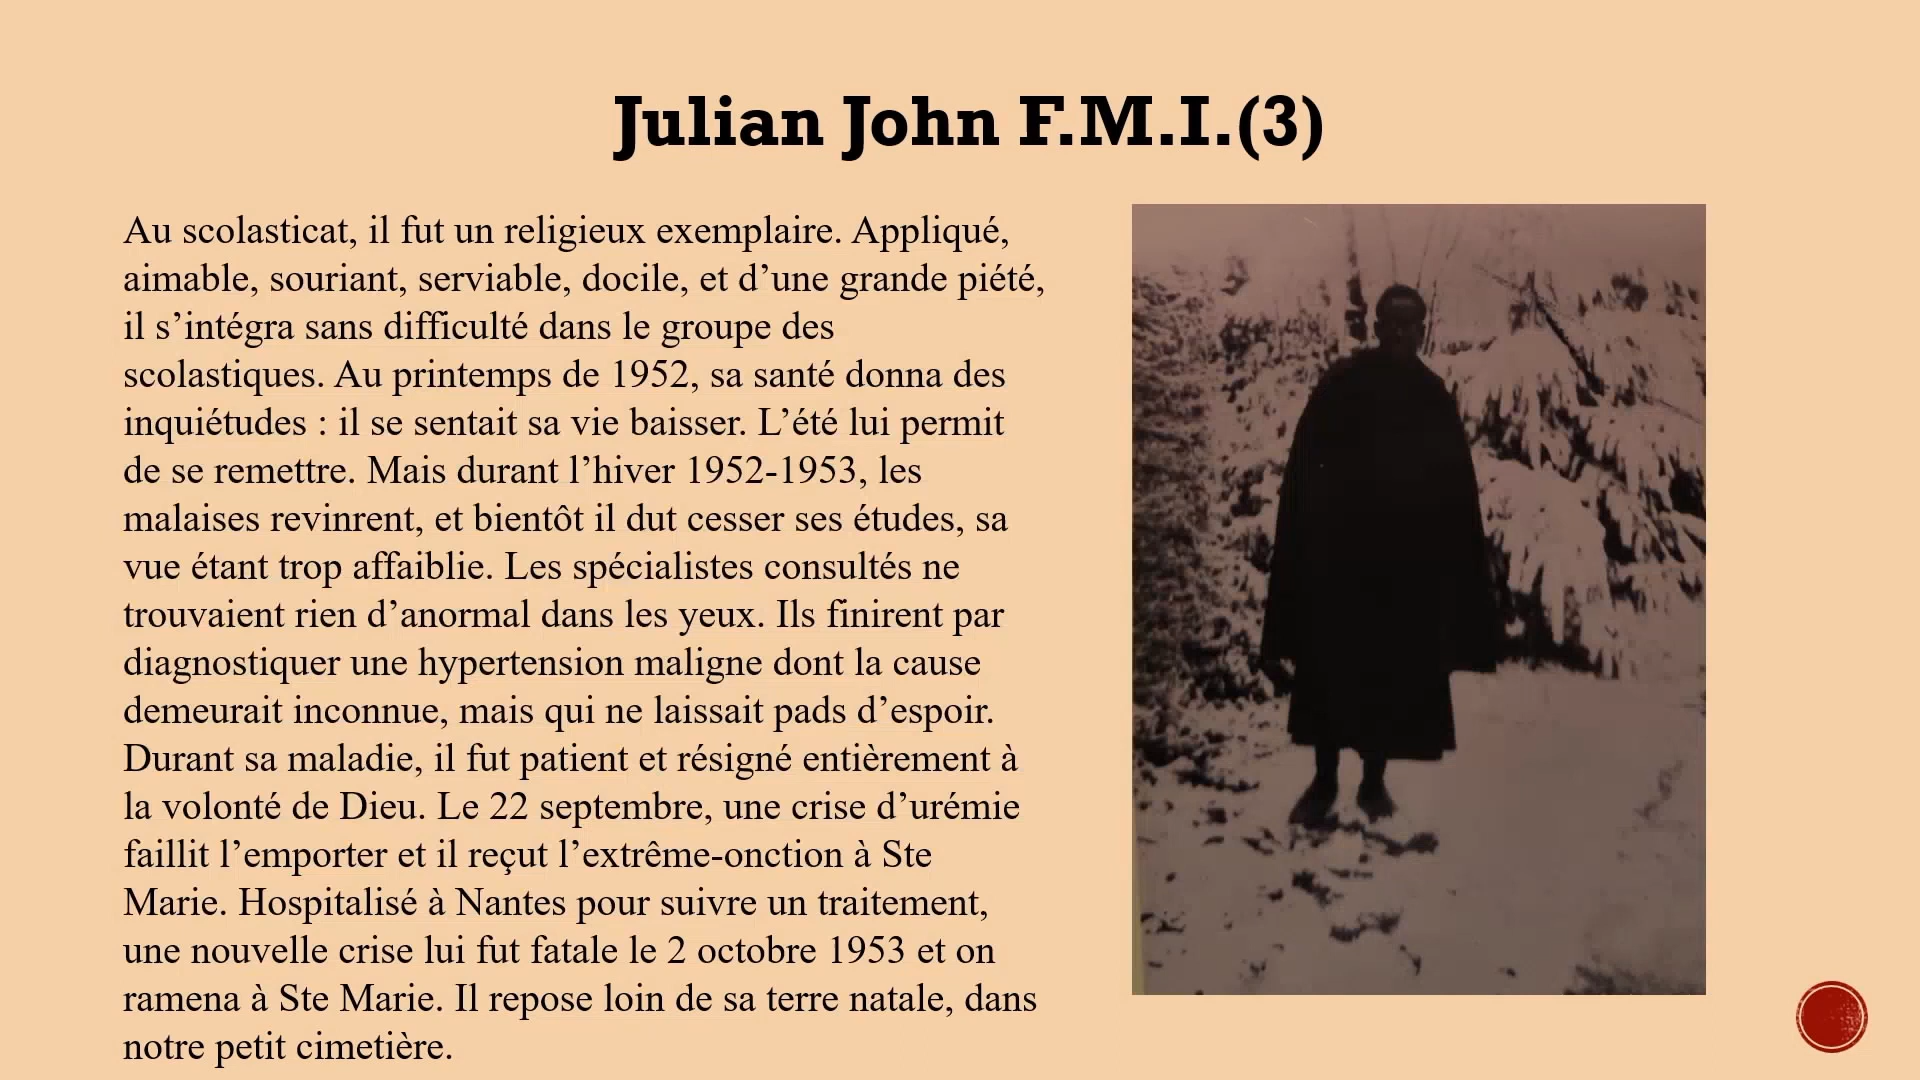 Julian John F.M.I.(3)
Au scolasticat, il fut un religieux exemplaire. Appliqué,
aimable, souriant, serviable, docile, et d’une grande piété,
il s’intégra sans difficulté dans le groupe des
scolastiques. Au printemps de 1952, sa santé donna des
inquiétudes : il se sentait sa vie baisser. L’été lui permit
de se remettre. Mais durant l’hiver 1952-1953, les
malaises revinrent, et bientôt il dut cesser ses études, sa
vue étant trop affaiblie. Les spécialistes consultés ne
trouvaient rien d’anormal dans les yeux. Ils finirent par
diagnostiquer une hypertension maligne dont la cause
demeurait inconnue, mais qui ne laissait pads d’espoir.
Durant sa maladie, il fut patient et résigné entièrement à
la volonté de Dieu. Le 22 septembre, une crise d’urémie
faillit l’emporter et il reçut l’extrême-onction à Ste
Marie. Hospitalisé à Nantes pour suivre un traitement,
une nouvelle crise lui fut fatale le 2 octobre 1953 et on
ramena à Ste Marie. Il repose loin de sa terre natale, dans
notre petit cimetière.